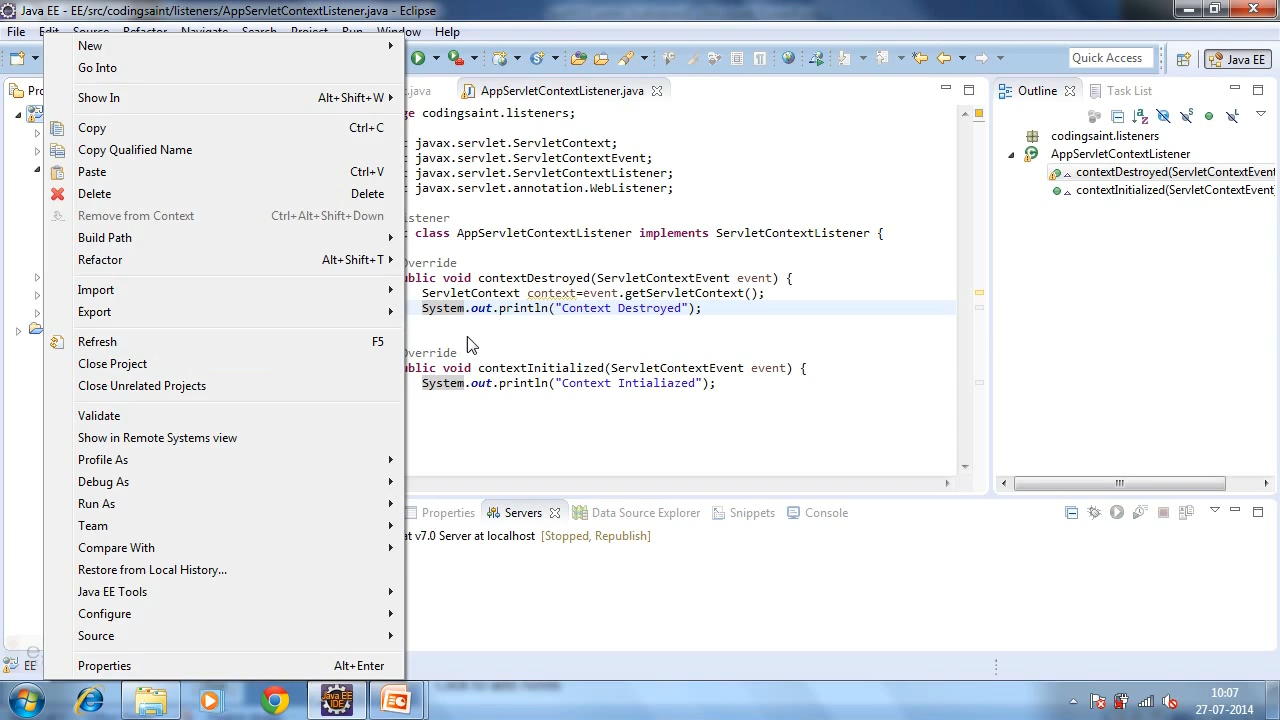 Java EE - EE/src/codingsaint/listeners/AppServletContextListener.java - Eclipse
File Edit Source Refactor Navigate Search Project Run Window Help
Quick Access
Java EE
New
Go Into
Show In Alt+Shift+W
Copy Ctrl+C
Copy Qualified Name
Paste Ctrl+V
Delete Delete
Remove from Context Ctrl+Alt+Shift+Down
Build Path
Refactor Alt+Shift+T
Import
Export
Refresh F5
Close Project
Close Unrelated Projects
Validate
Show in Remote Systems view
Profile As
Debug As
Run As
Team
Compare With
Restore from Local History...
Java EE Tools
Configure
Source
Properties Alt+Enter
AppServletContextListener.java
codingsaint.listeners;
javax.servlet.ServletContext;
javax.servlet.ServletContextEvent;
javax.servlet.ServletContextListener;
javax.servlet.annotation.WebListener;
istener
class AppServletContextListener implements ServletContextListener {
verride
ublic void contextDestroyed(ServletContextEvent event) {
ServletContext context=event.getServletContext();
System.out.println("Context Destroyed");
verride
ublic void contextInitialized(ServletContextEvent event) {
System.out.println("Context Intialiazed");
Outline Task List
codingsaint.listeners
AppServletContextListener
contextDestroyed(ServletContextEvent
contextInitialized(ServletContextEvent
Properties Servers Data Source Explorer Snippets Console
at v7.0 Server at localhost [Stopped, Republish]
EE
10:07
27-07-2014